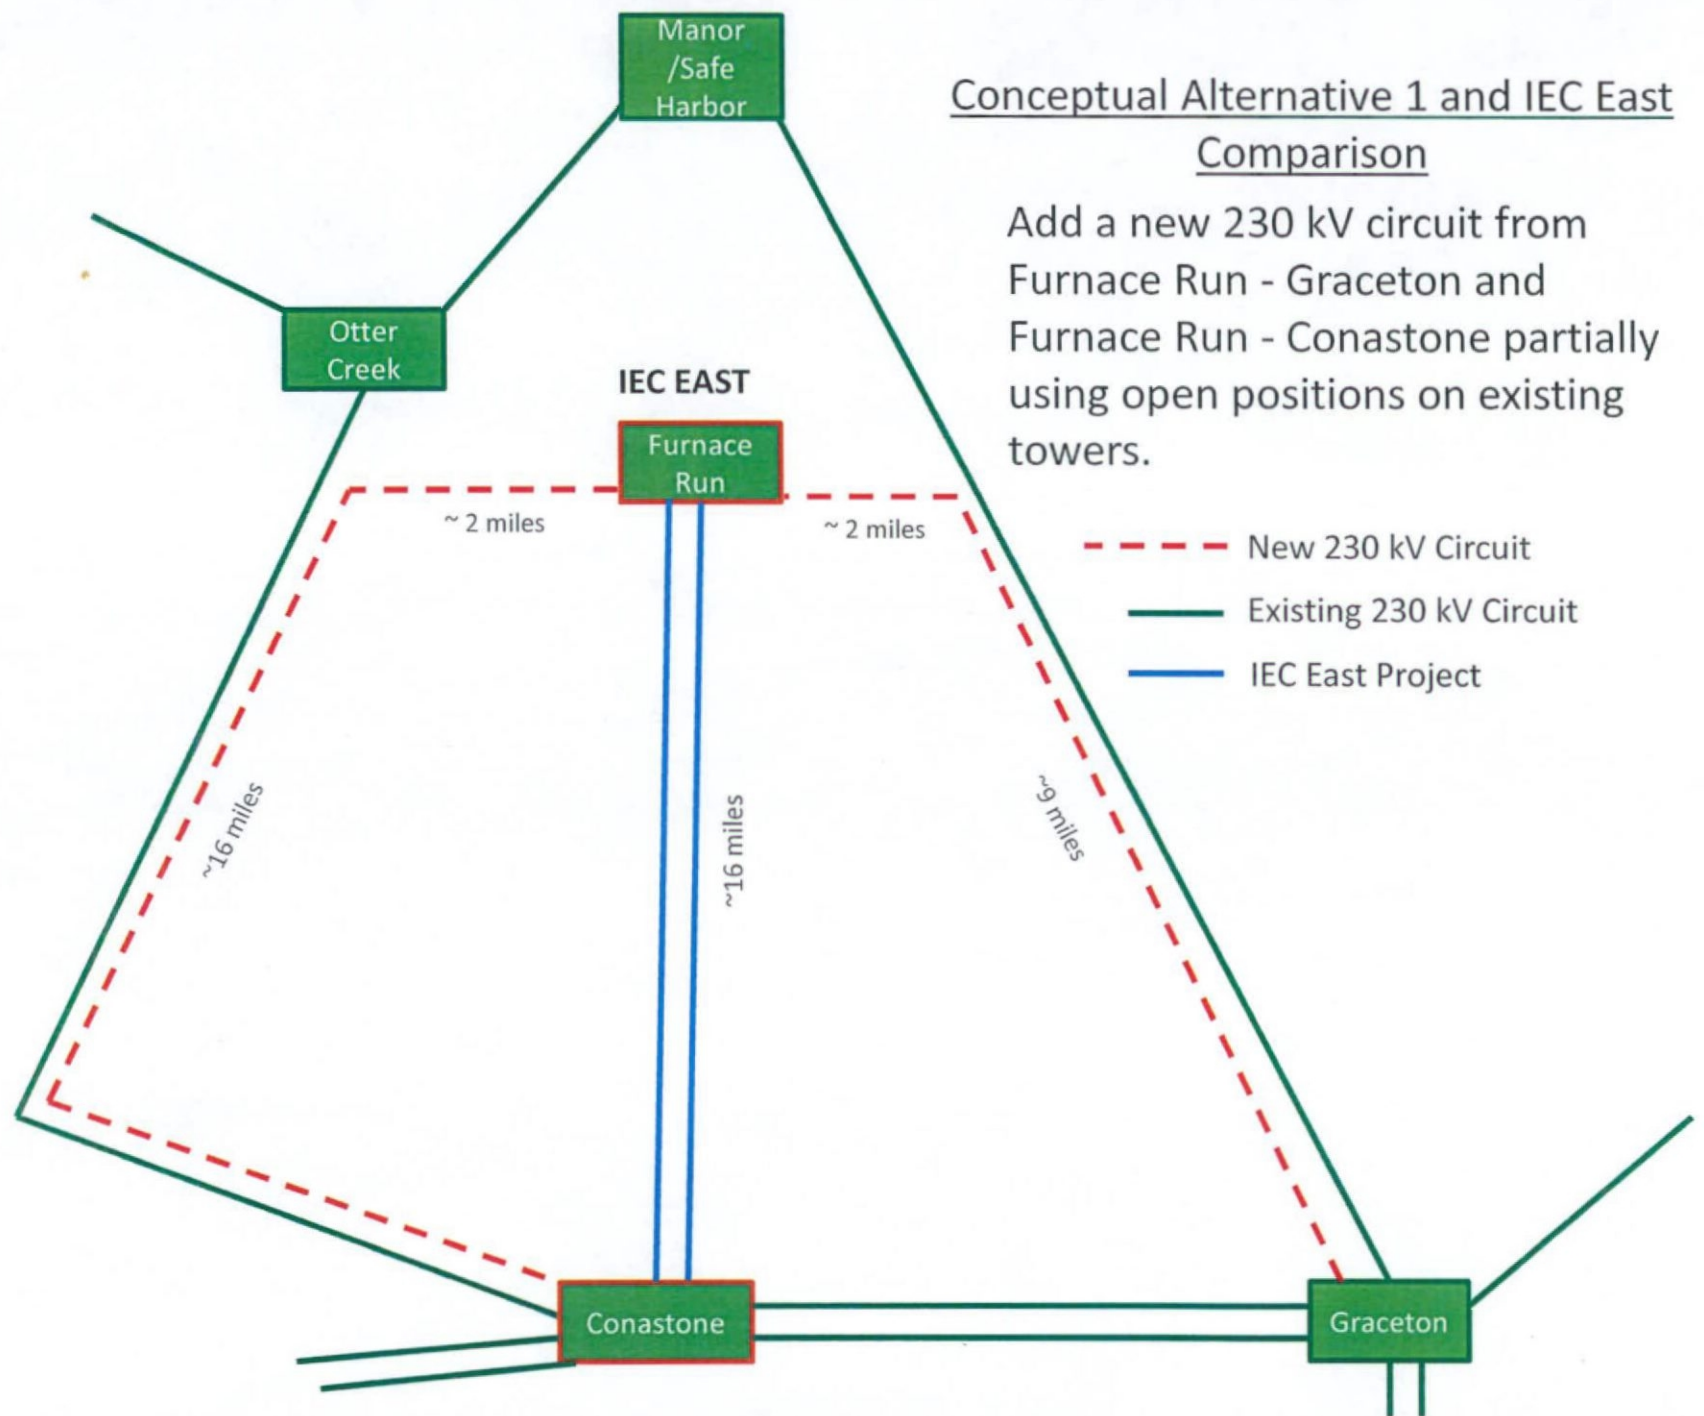 Manor
/Safe
Harbor
Conceptual Alternative 1 and IEC East
Comparison
Add a new 230 kV circuit from
Furnace Run - Graceton and
Furnace Run - Conastone partially
using open positions on existing
towers.
Otter
Creek
IEC EAST
Furnace
Run
~ 2 miles
~ 2 miles
New 230 kV Circuit
Existing 230 kV Circuit
IEC East Project
~16 miles
~16 miles
~9 miles
Conastone
Graceton